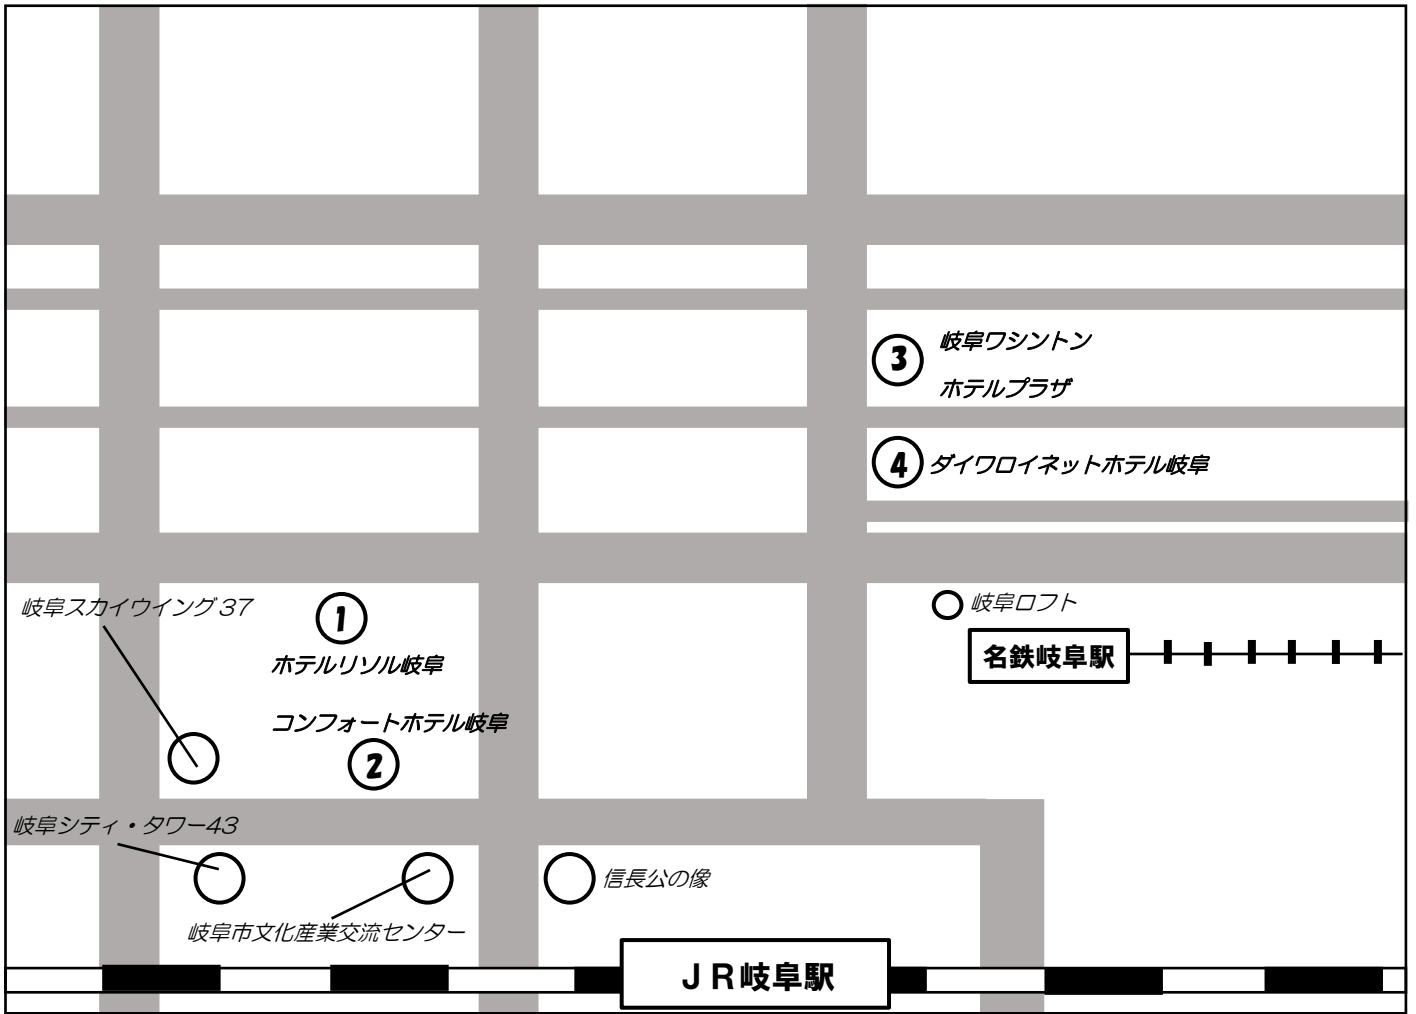 3
岐阜ワシントン
ホテルプラザ
4
ダイワロイネットホテル岐阜
岐阜スカイウイング37
1
ホテルリソル岐阜
岐阜ロフト
名鉄岐阜駅
コンフォートホテル岐阜
2
岐阜シティ・タワー43
信長公の像
岐阜市文化産業交流センター
JR岐阜駅